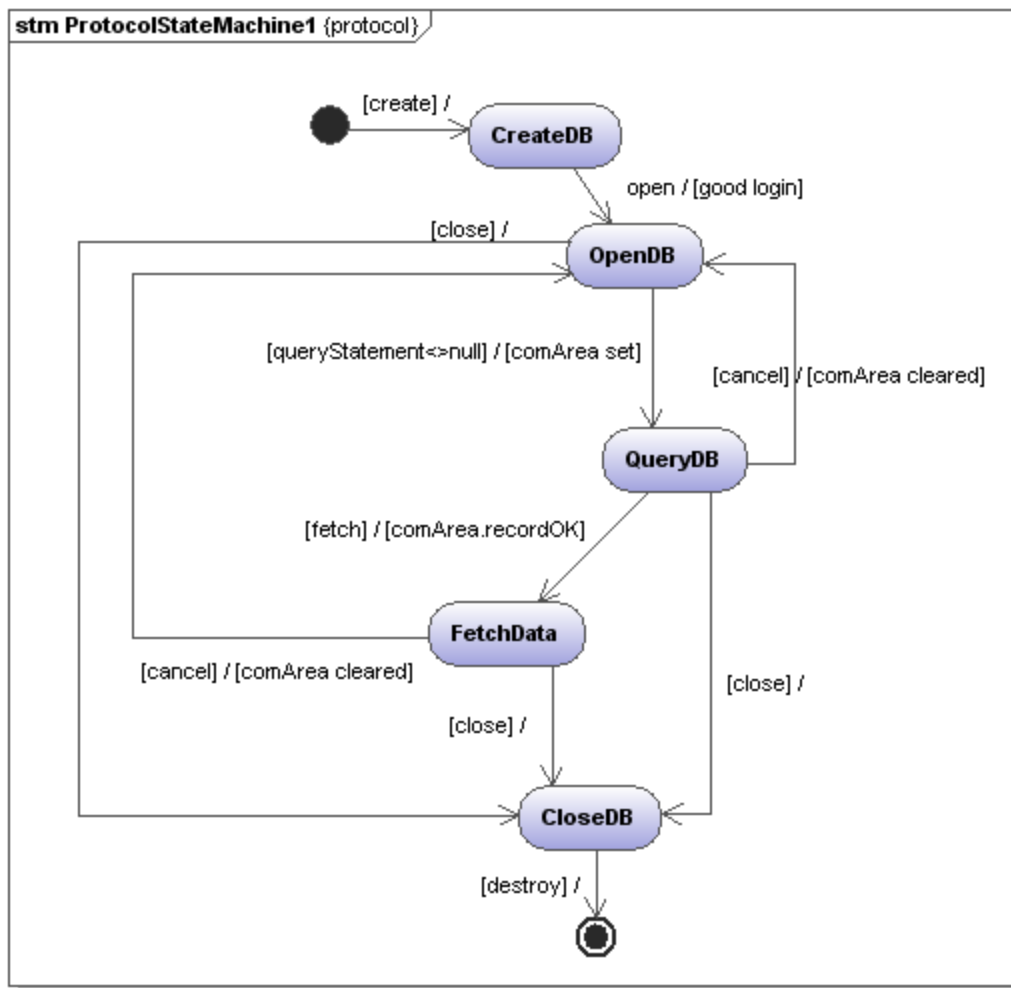 stm ProtocolStateMachine1 {protocol}
[create] /
CreateDB
open / [good login]
[close] /
OpenDB
[queryStatement<>null] / [comArea set]
[cancel] / [comArea cleared]
QueryDB
[fetch] / [comArea.recordOK]
FetchData
[cancel] / [comArea cleared]
[close] /
[close] /
CloseDB
[destroy] /